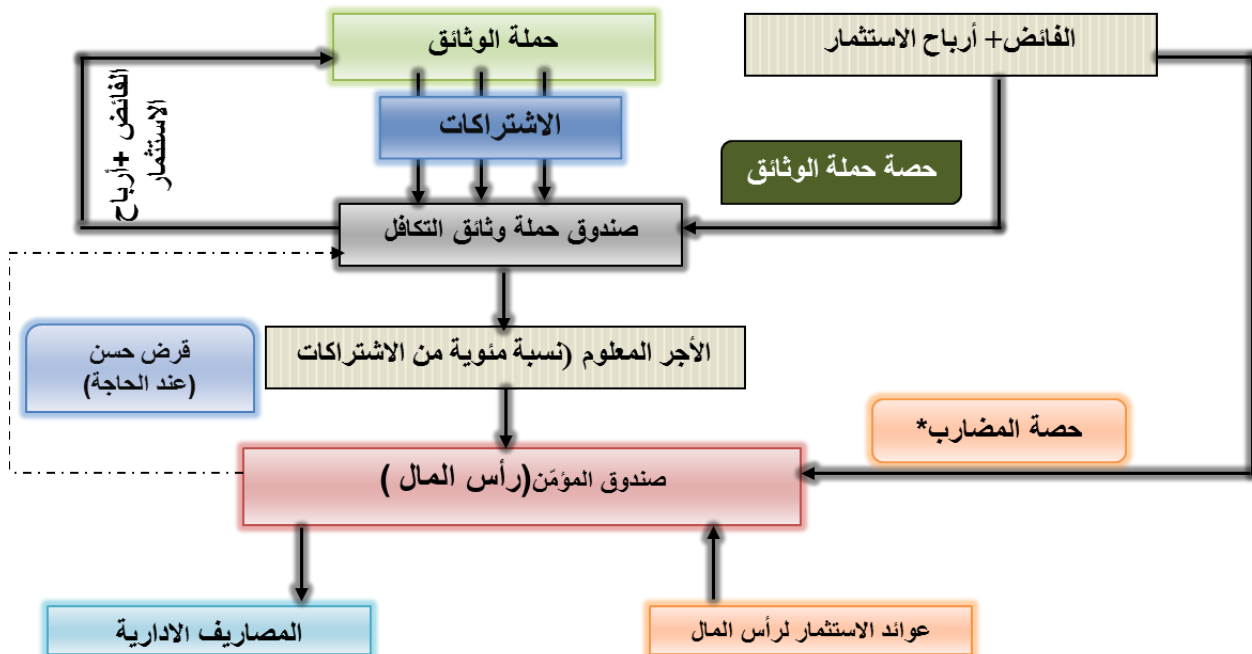 حملة الوثائق
الفائض+ أرباح الاستثمار
الاشتراكات
الفائض +أرباح
الاستثمار
حصة حملة الوثائق
صندوق حملة وثائق التكافل
قرض حسن
(عند الحاجة)
الأجر المعلوم (نسبة مئوية من الاشتراكات
حصة المضارب*
صندوق المؤمّن(رأس المال )
المصاريف الادارية
عوائد الاستثمار لرأس المال